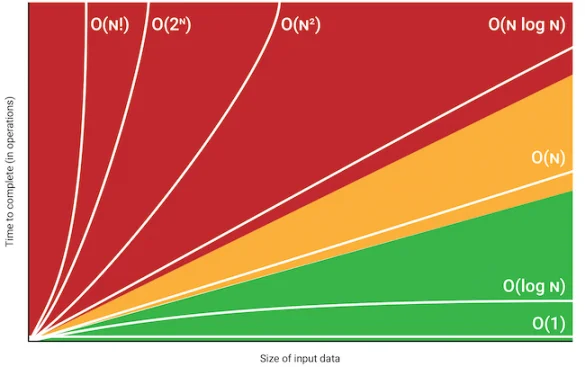 O(N!)
O(2ᴺ)
O(N²)
O(N log N)
O(N)
O(log N)
O(1)
Time to complete (in operations)
Size of input data